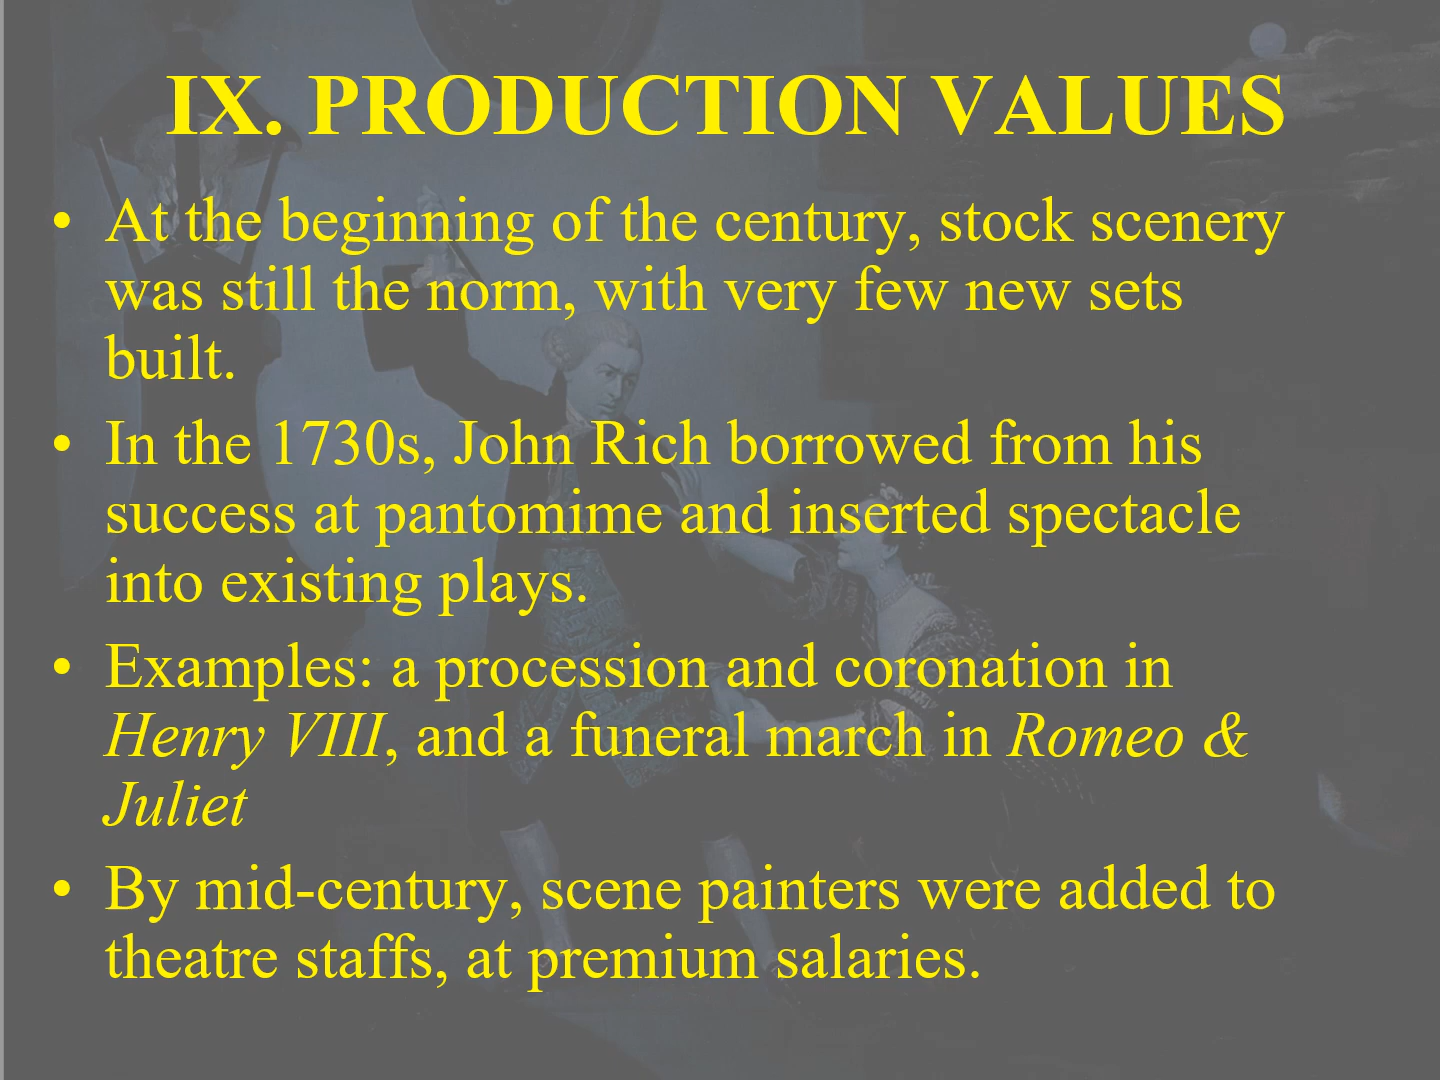 IX. PRODUCTION VALUES
• At the beginning of the century, stock scenery
was still the norm, with very few new sets
built.
• In the 1730s, John Rich borrowed from his
success at pantomime and inserted spectacle
into existing plays.
• Examples: a procession and coronation in
Henry VIII, and a funeral march in Romeo &
Juliet
• By mid-century, scene painters were added to
theatre staffs, at premium salaries.